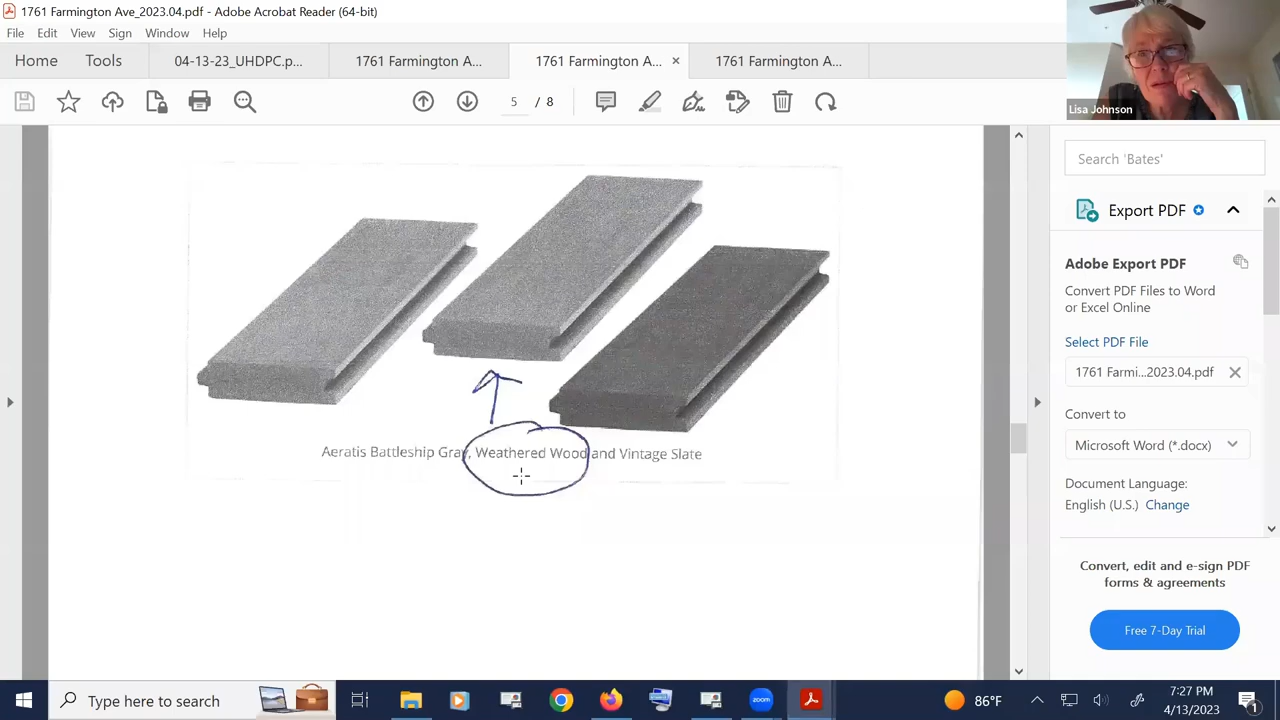 1761 Farmington Ave_2023.04.pdf - Adobe Acrobat Reader (64-bit)
File Edit View Sign Window Help
Home Tools 04-13-23_UHDPC.p... 1761 Farmington A... 1761 Farmington A... × 1761 Farmington A...
5 / 8
Lisa Johnson
Search 'Bates'
Export PDF
Adobe Export PDF
Convert PDF Files to Word
or Excel Online
Select PDF File
1761 Farmi...2023.04.pdf
Convert to
Microsoft Word (*.docx)
Document Language:
English (U.S.) Change
Convert, edit and e-sign PDF
forms & agreements
Free 7-Day Trial
Aeratis Battleship Gray, Weathered Wood and Vintage Slate
Type here to search
zoom
86°F
7:27 PM
4/13/2023
1